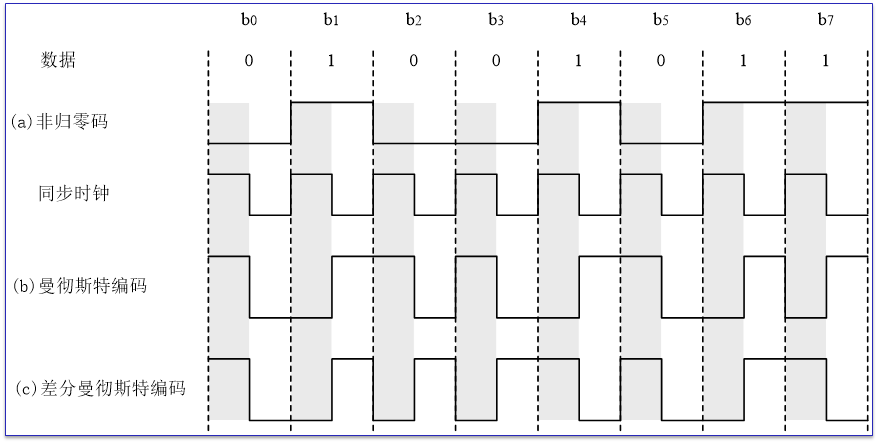 b0 b1 b2 b3 b4 b5 b6 b7
数据 0 1 0 0 1 0 1 1
(a)非归零码
同步时钟
(b)曼彻斯特编码
(c)差分曼彻斯特编码